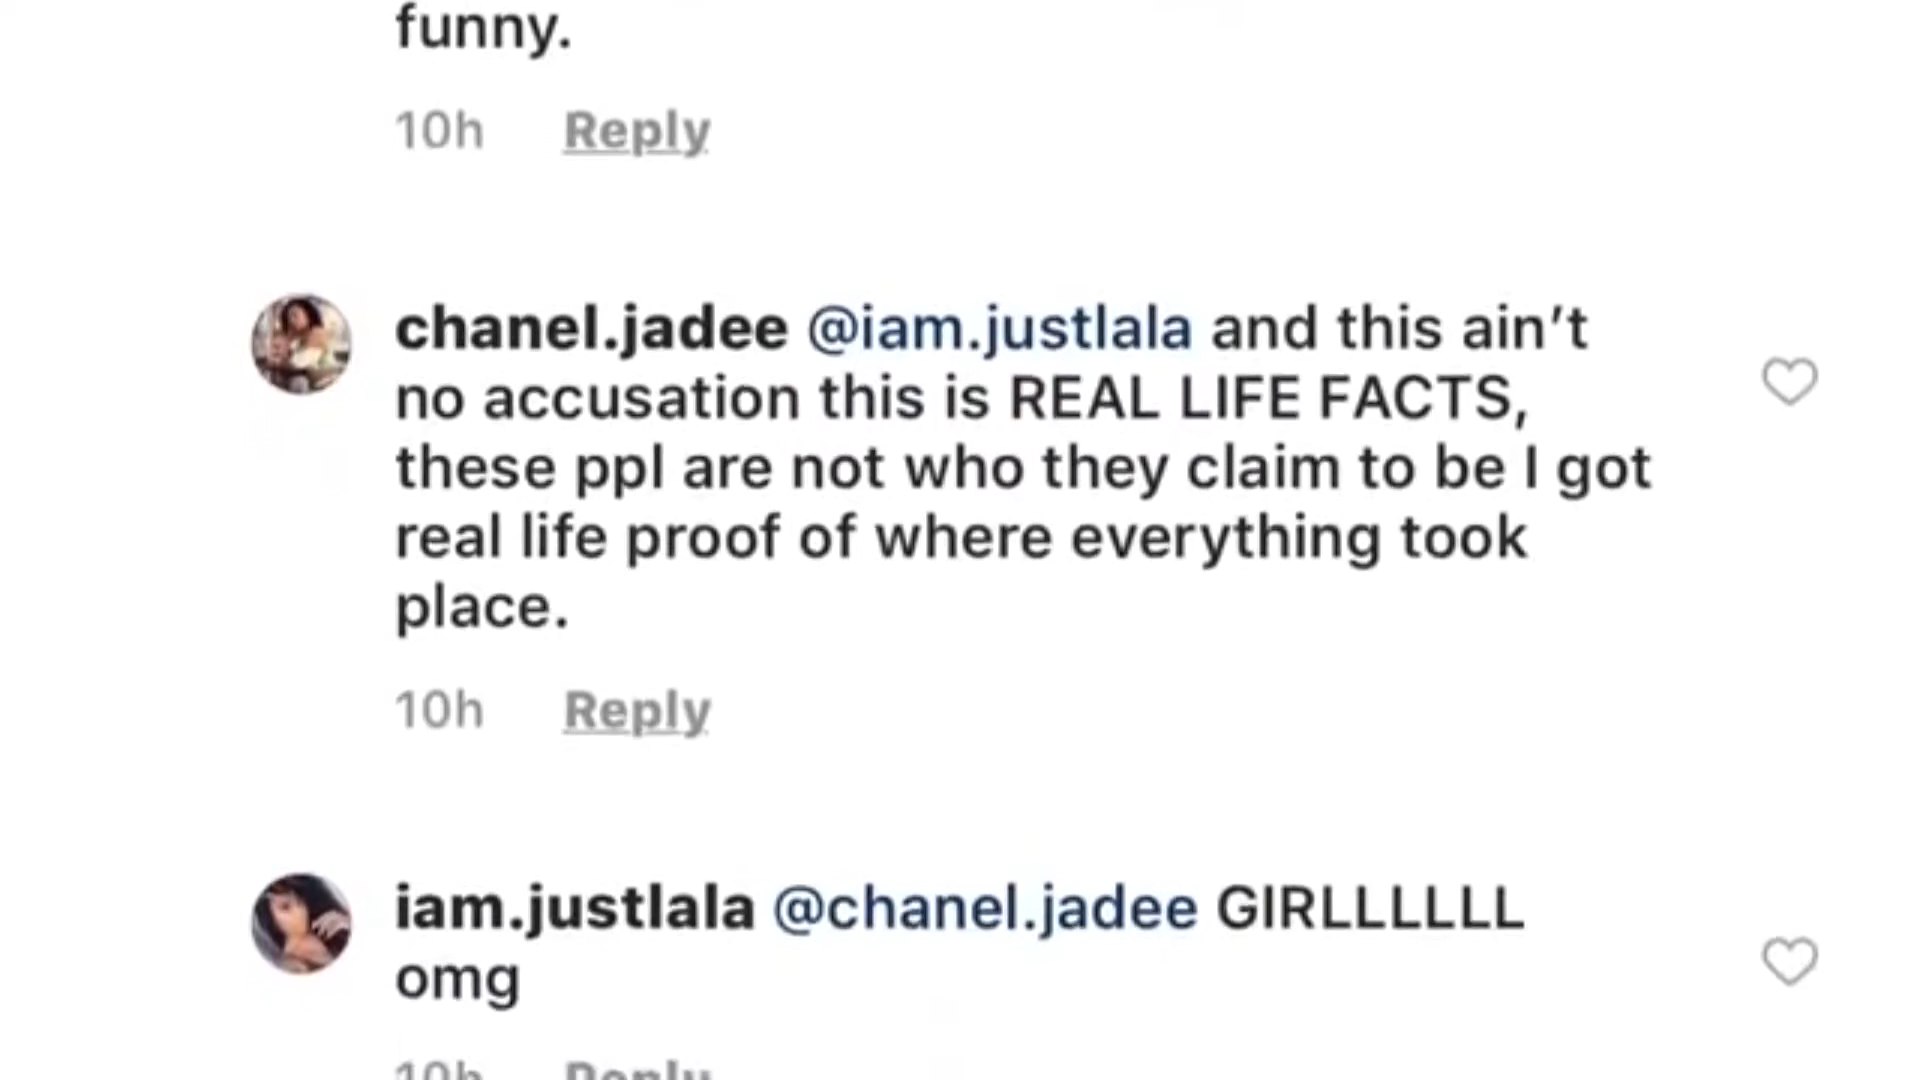 funny.
10h Reply
chanel.jadee @iam.justlala and this ain’t
no accusation this is REAL LIFE FACTS,
these ppl are not who they claim to be I got
real life proof of where everything took
place.
10h Reply
iam.justlala @chanel.jadee GIRLLLLLL
omg
10h Reply